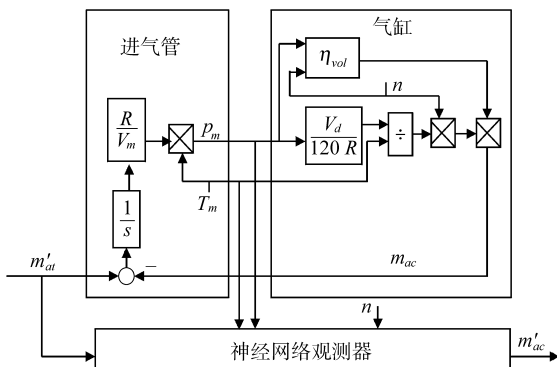 进气管
气缸
η_vol
n
R
V_m
p_m
V_d
120 R
÷
T_m
1
s
m'_at
−
m_ac
n
神经网络观测器
m'_ac